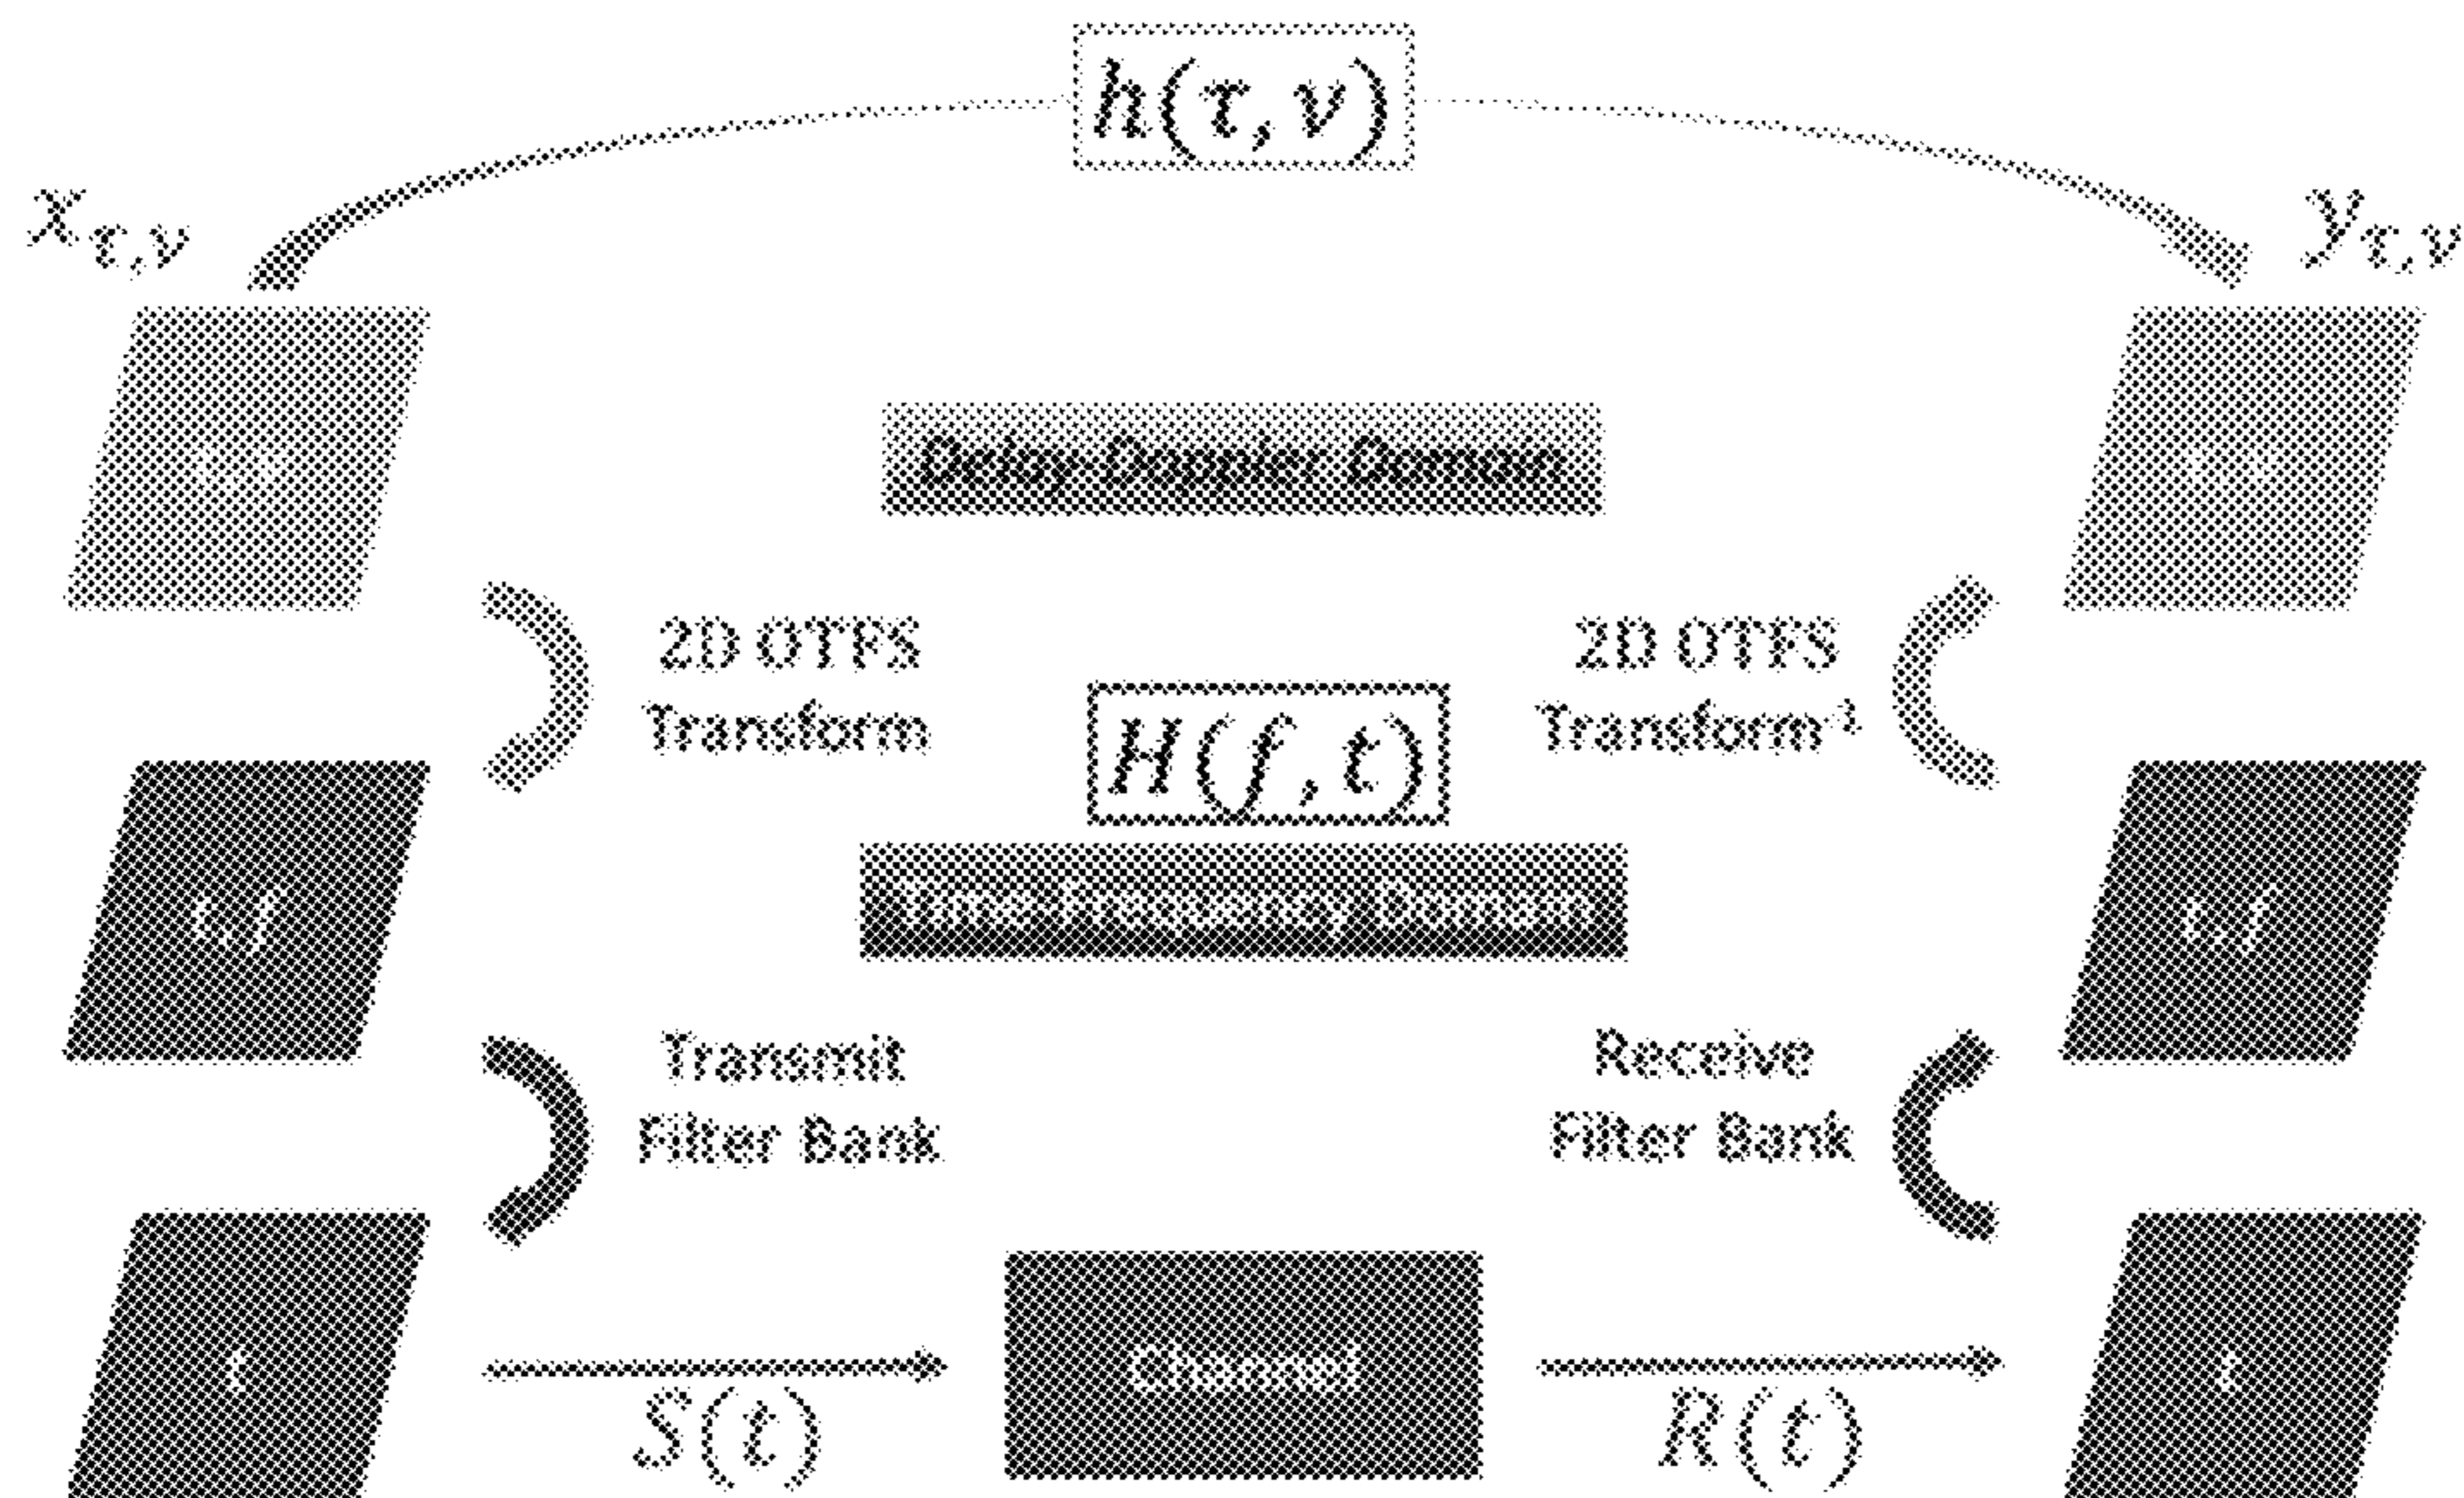 h(τ, ν)
x_{τ,ν}
y_{τ,ν}
Delay-Doppler Domain
2D OTFS
Transform
2D OTFS
Transform⁻¹
H(f, t)
t, f
Time-Frequency Domain
t, f
Transmit
Filter Bank
Receive
Filter Bank
t
Channel
t
S(t)
R(t)